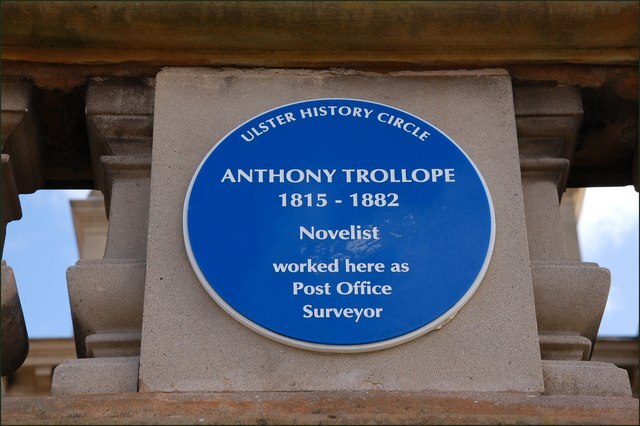 ULSTER HISTORY CIRCLE
ANTHONY TROLLOPE
1815 - 1882
Novelist
worked here as
Post Office
Surveyor